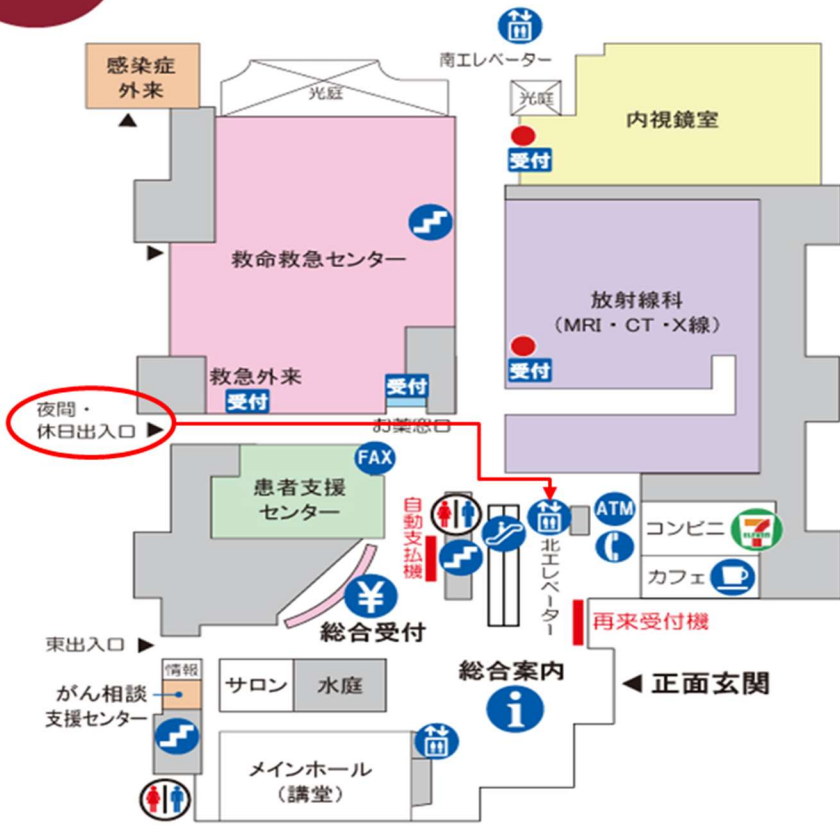 感染症
外来
光庭
南エレベーター
光庭
内視鏡室
受付
救命救急センター
放射線科
(MRI・CT・X線)
受付
救急外来
受付
受付
お薬窓口
夜間・
休日出入口
FAX
患者支援
センター
自動支払機
北エレベーター
ATM
コンビニ
7
ELEVEN
カフェ
¥
総合受付
再来受付機
東出入口
情報
がん相談
支援センター
サロン
水庭
総合案内
i
正面玄関
メインホール
(講堂)